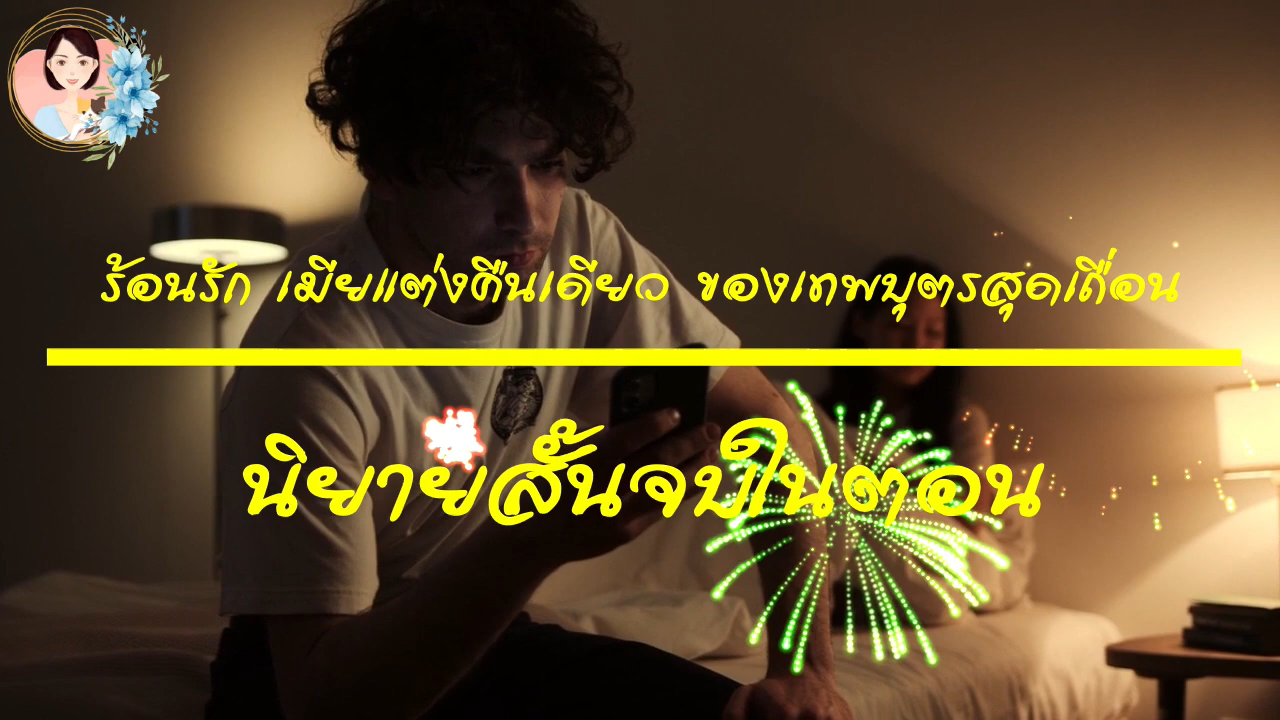 ร้อนรัก เมียแต่งคืนเดียว ของเทพบุตรสุดเถื่อน
นิยายสั้นจบในตอน